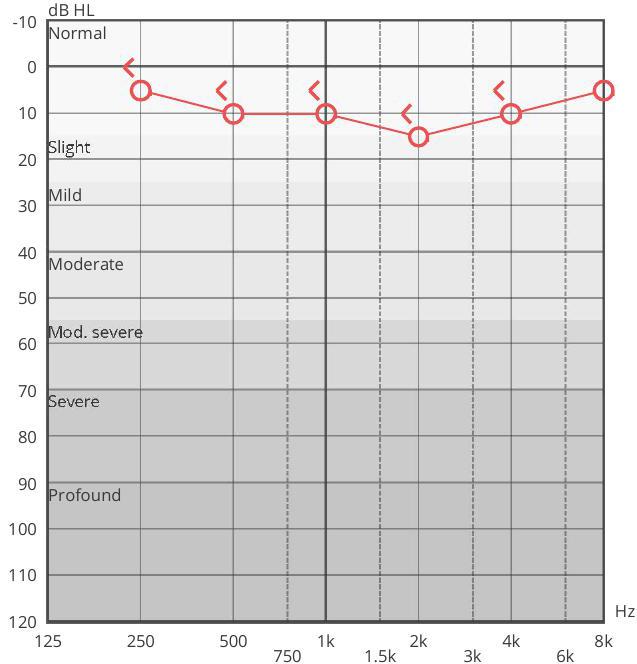 dB HL
-10
Normal
0
10
Slight
20
Mild
30
40
Moderate
50
Mod. severe
60
70
Severe
80
90
Profound
100
110
120
Hz
125 250 500 1k 2k 4k 8k
750 1.5k 3k 6k